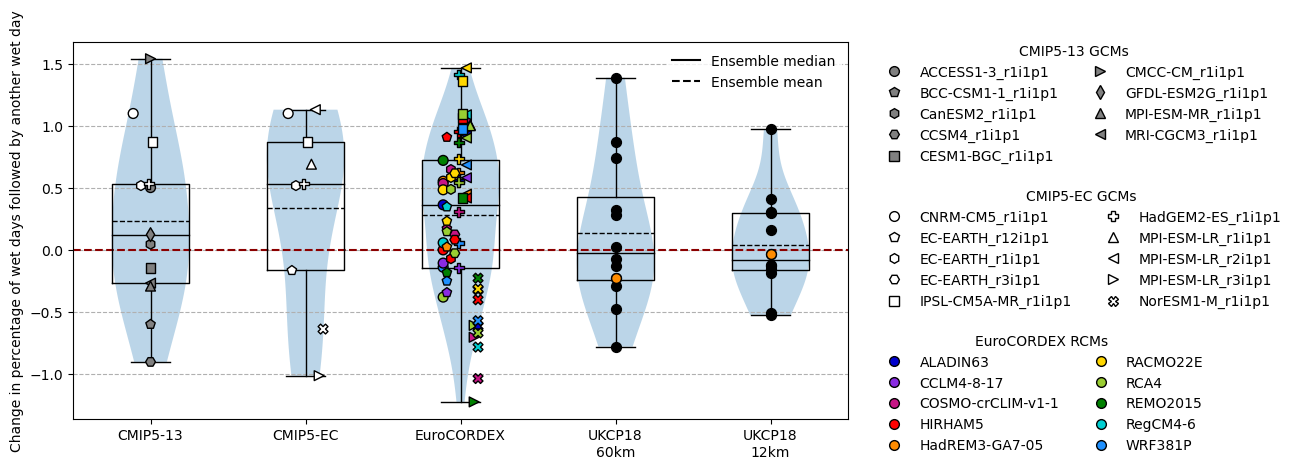 Change in percentage of wet days followed by another wet day
1.5
1.0
0.5
0.0
−0.5
−1.0
CMIP5-13
CMIP5-EC
EuroCORDEX
UKCP18
60km
UKCP18
12km
Ensemble median
Ensemble mean
CMIP5-13 GCMs
ACCESS1-3_r1i1p1
BCC-CSM1-1_r1i1p1
CanESM2_r1i1p1
CCSM4_r1i1p1
CESM1-BGC_r1i1p1
CMCC-CM_r1i1p1
GFDL-ESM2G_r1i1p1
MPI-ESM-MR_r1i1p1
MRI-CGCM3_r1i1p1
CMIP5-EC GCMs
CNRM-CM5_r1i1p1
EC-EARTH_r12i1p1
EC-EARTH_r1i1p1
EC-EARTH_r3i1p1
IPSL-CM5A-MR_r1i1p1
HadGEM2-ES_r1i1p1
MPI-ESM-LR_r1i1p1
MPI-ESM-LR_r2i1p1
MPI-ESM-LR_r3i1p1
NorESM1-M_r1i1p1
EuroCORDEX RCMs
ALADIN63
CCLM4-8-17
COSMO-crCLIM-v1-1
HIRHAM5
HadREM3-GA7-05
RACMO22E
RCA4
REMO2015
RegCM4-6
WRF381P